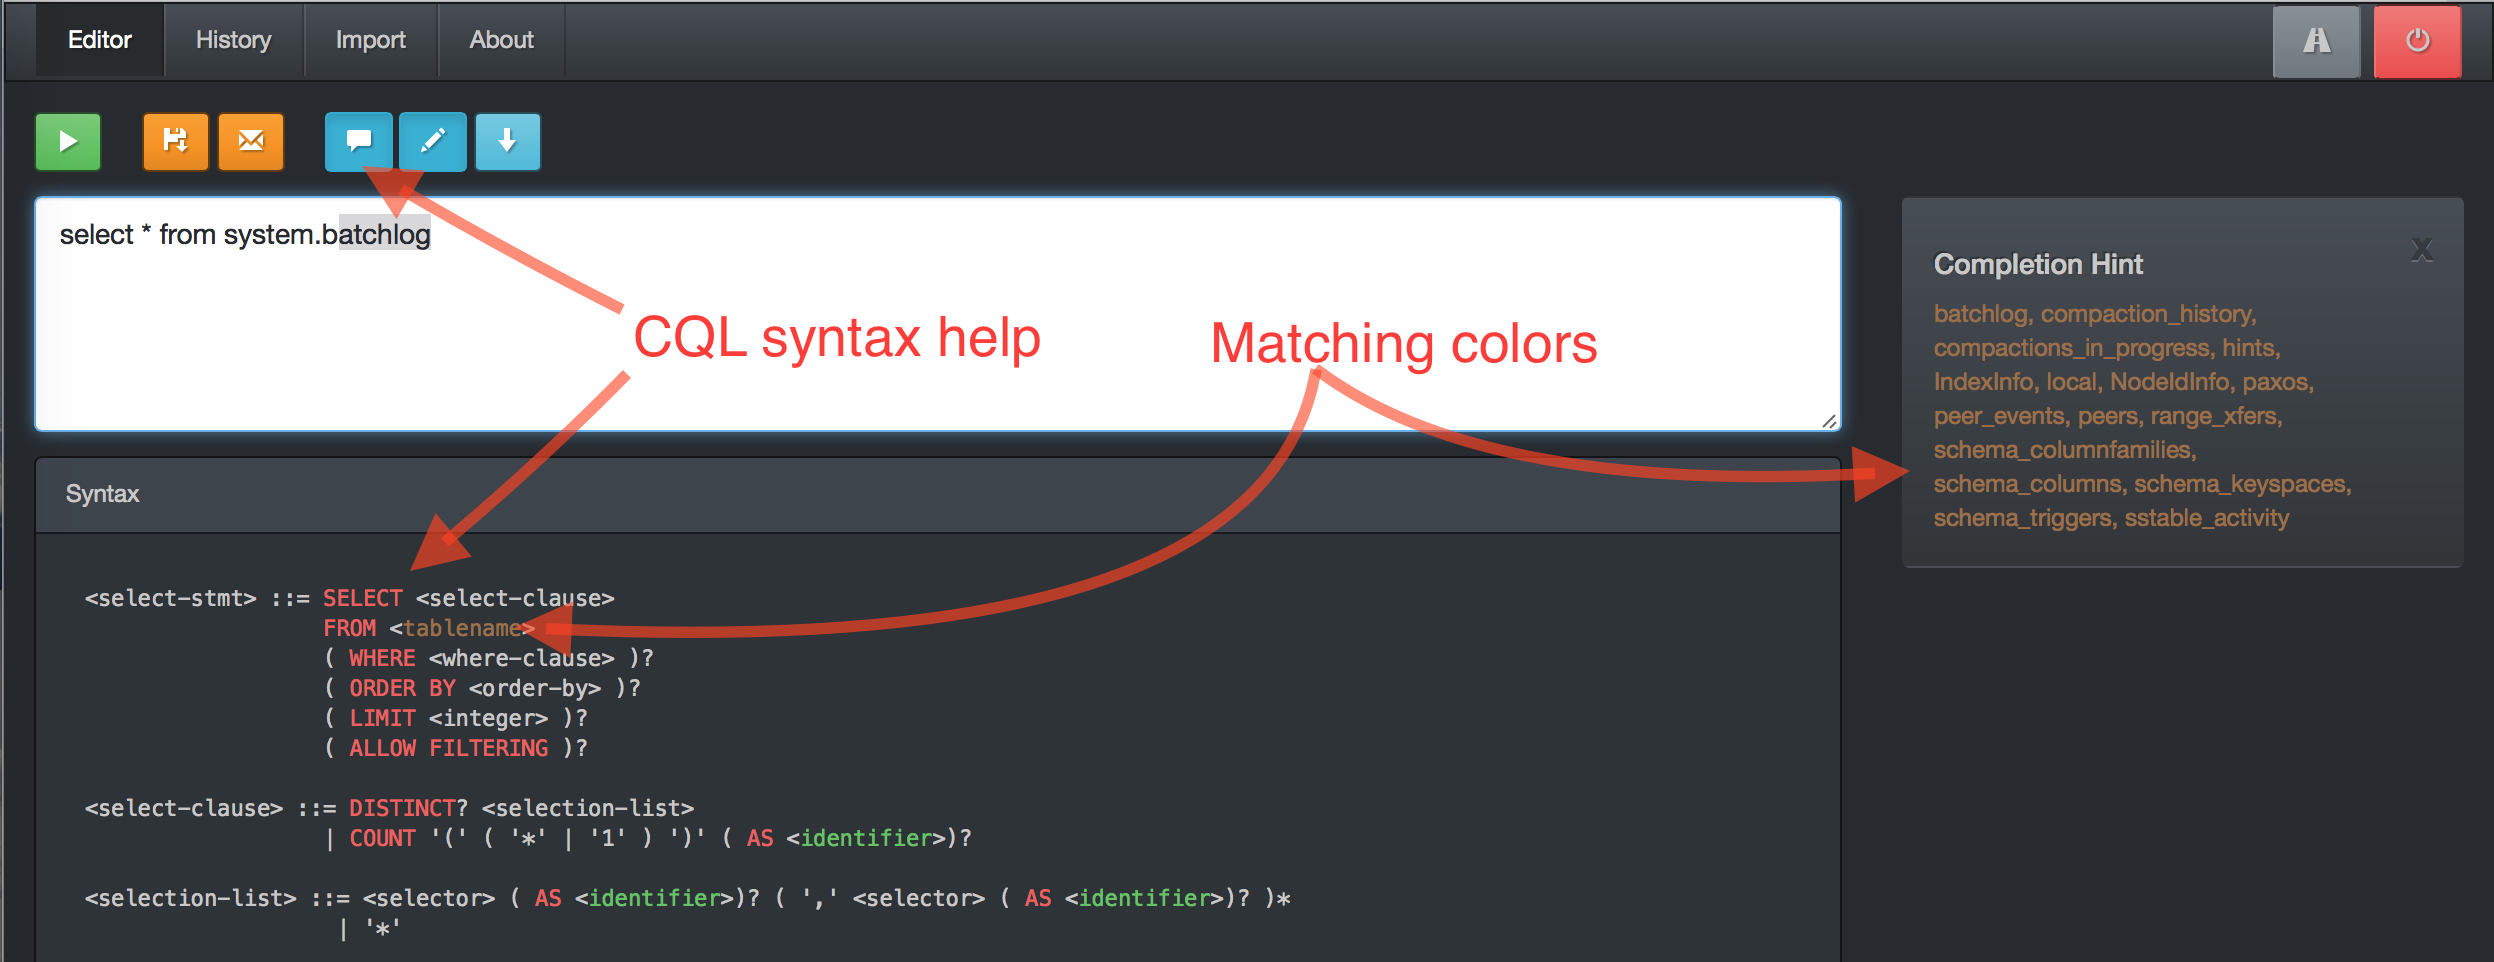 Editor History Import About
select * from system.batchlog
CQL syntax help
Matching colors
Completion Hint
X
batchlog, compaction_history,
compactions_in_progress, hints,
IndexInfo, local, NodeIdInfo, paxos,
peer_events, peers, range_xfers,
schema_columnfamilies,
schema_columns, schema_keyspaces,
schema_triggers, sstable_activity
Syntax
<select-stmt> ::= SELECT <select-clause>
FROM <tablename>
( WHERE <where-clause> )?
( ORDER BY <order-by> )?
( LIMIT <integer> )?
( ALLOW FILTERING )?
<select-clause> ::= DISTINCT? <selection-list>
| COUNT '(' ( '*' | '1' ) ')' ( AS <identifier>)?
<selection-list> ::= <selector> ( AS <identifier>)? ( ',' <selector> ( AS <identifier>)? )*
| '*'